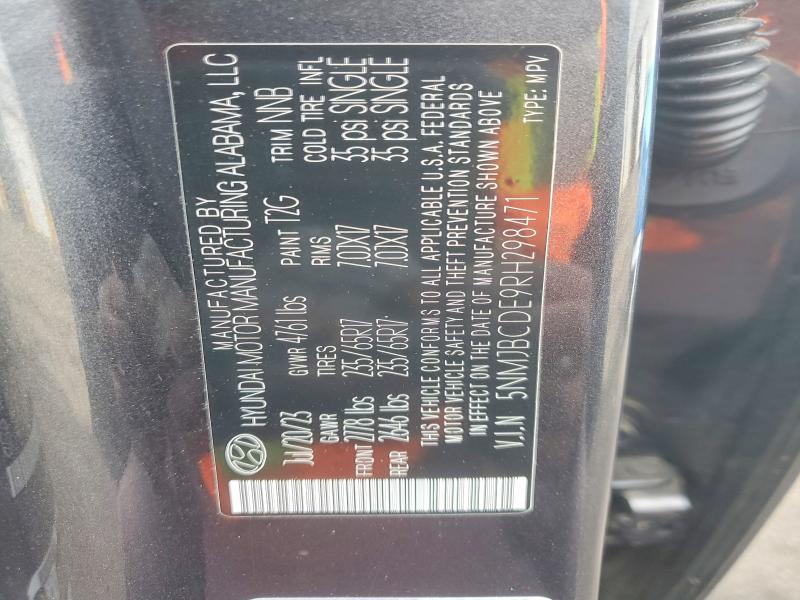 MANUFACTURED BY
HYUNDAI MOTOR MANUFACTURING ALABAMA, LLC
GVWR 4761 lbs PAINT T2G TRIM NNB
GAWR TIRES RIMS COLD TIRE INFL
FRONT 2778 lbs 235/65R17 7.0JX17 35 psi SINGLE
REAR 2646 lbs 235/65R17 7.0JX17 35 psi SINGLE
THIS VEHICLE CONFORMS TO ALL APPLICABLE U.S.A. FEDERAL
MOTOR VEHICLE SAFETY AND THEFT PREVENTION STANDARDS
IN EFFECT ON THE DATE OF MANUFACTURE SHOWN ABOVE
V.I.N 5NMJBCDE9RH298471 TYPE: MPV